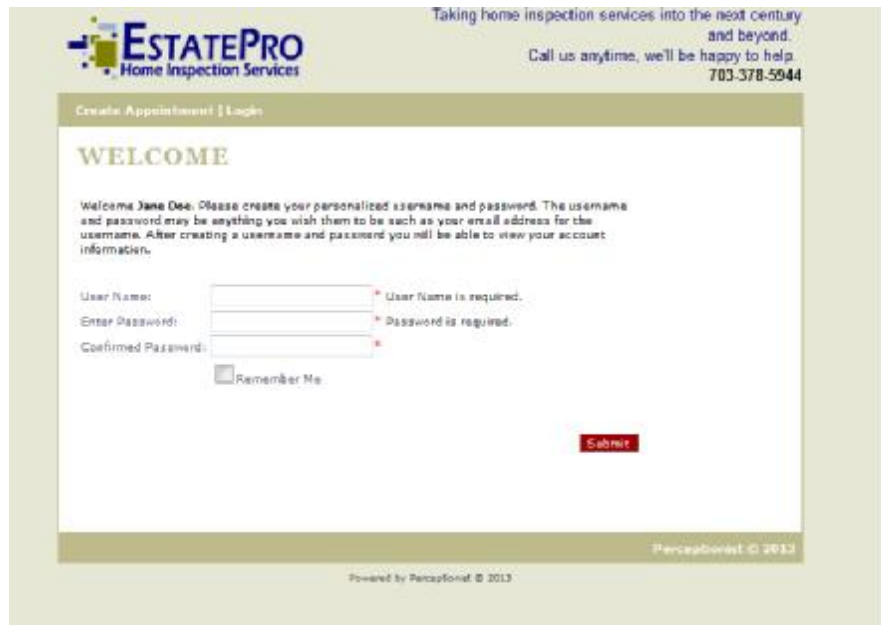 Taking home inspection services into the next century
and beyond.
Call us anytime, we'll be happy to help.
703-378-5944
ESTATEPRO
Home Inspection Services
Create Appointment | Login
WELCOME
Welcome Jane Doe. Please create your personalized username and password. The username
and password may be anything you wish them to be such as your email address for the
username. After creating a username and password you will be able to view your account
information.
User Name: * User Name is required.
Enter Password: * Password is required.
Confirmed Password: *
Remember Me
Submit
Perceptionist © 2013
Powered by Perceptionist © 2013